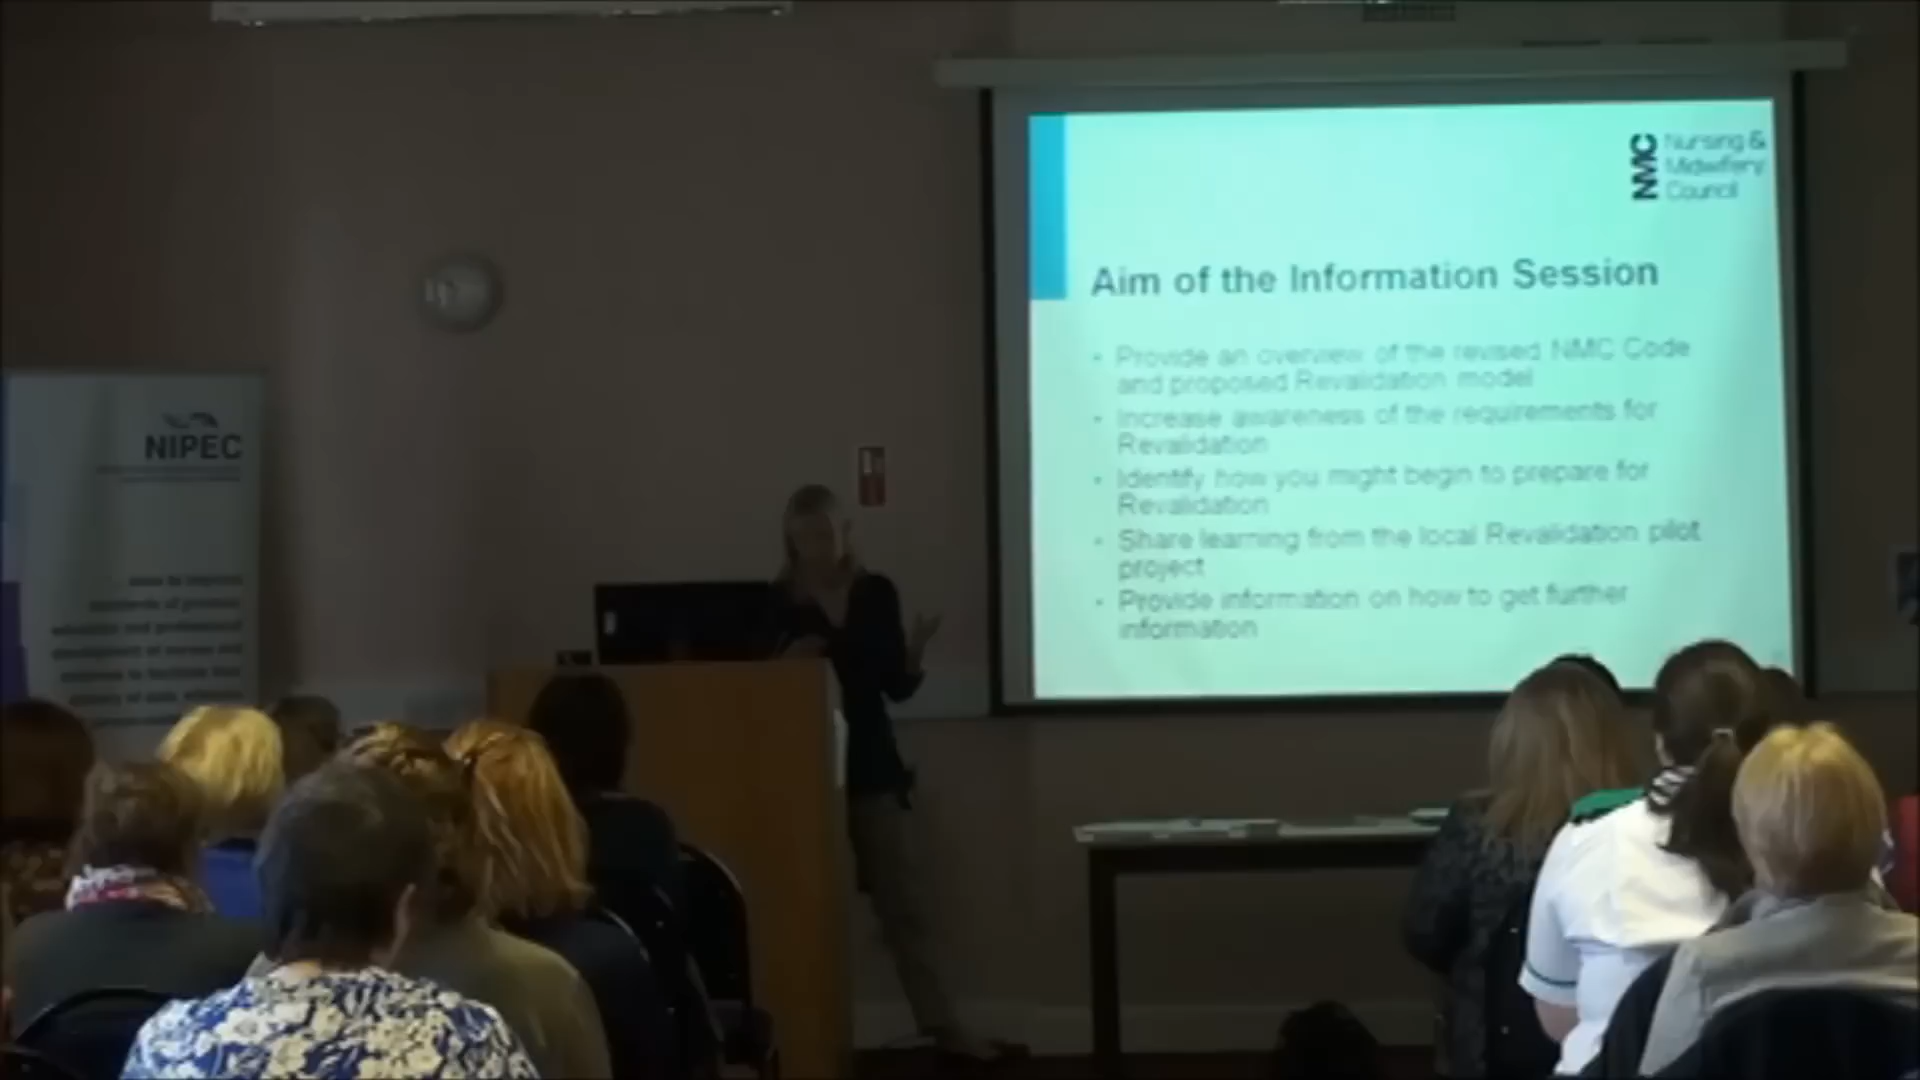 NMC
Nursing &
Midwifery
Council
Aim of the Information Session
• Provide an overview of the revised NMC Code
and proposed Revalidation model
• Increase awareness of the requirements for
Revalidation
• Identify how you might begin to prepare for
Revalidation
• Share learning from the local Revalidation pilot
project
• Provide information on how to get further
information
NIPEC